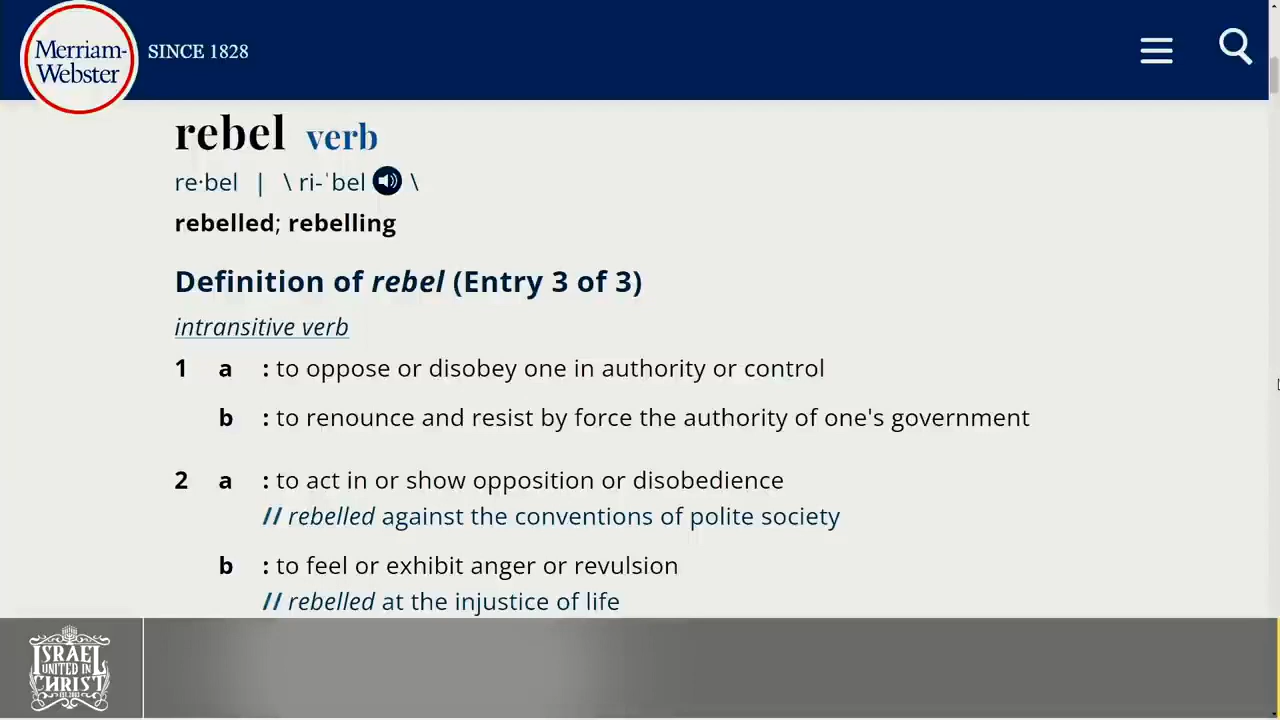 Merriam-
Webster
SINCE 1828
rebel verb
re·bel | \ ri-ˈbel \
rebelled; rebelling
Definition of rebel (Entry 3 of 3)
intransitive verb
1 a : to oppose or disobey one in authority or control
b : to renounce and resist by force the authority of one's government
2 a : to act in or show opposition or disobedience
// rebelled against the conventions of polite society
b : to feel or exhibit anger or revulsion
// rebelled at the injustice of life
ISRAEL
UNITED IN
CHRIST
EST. 2003